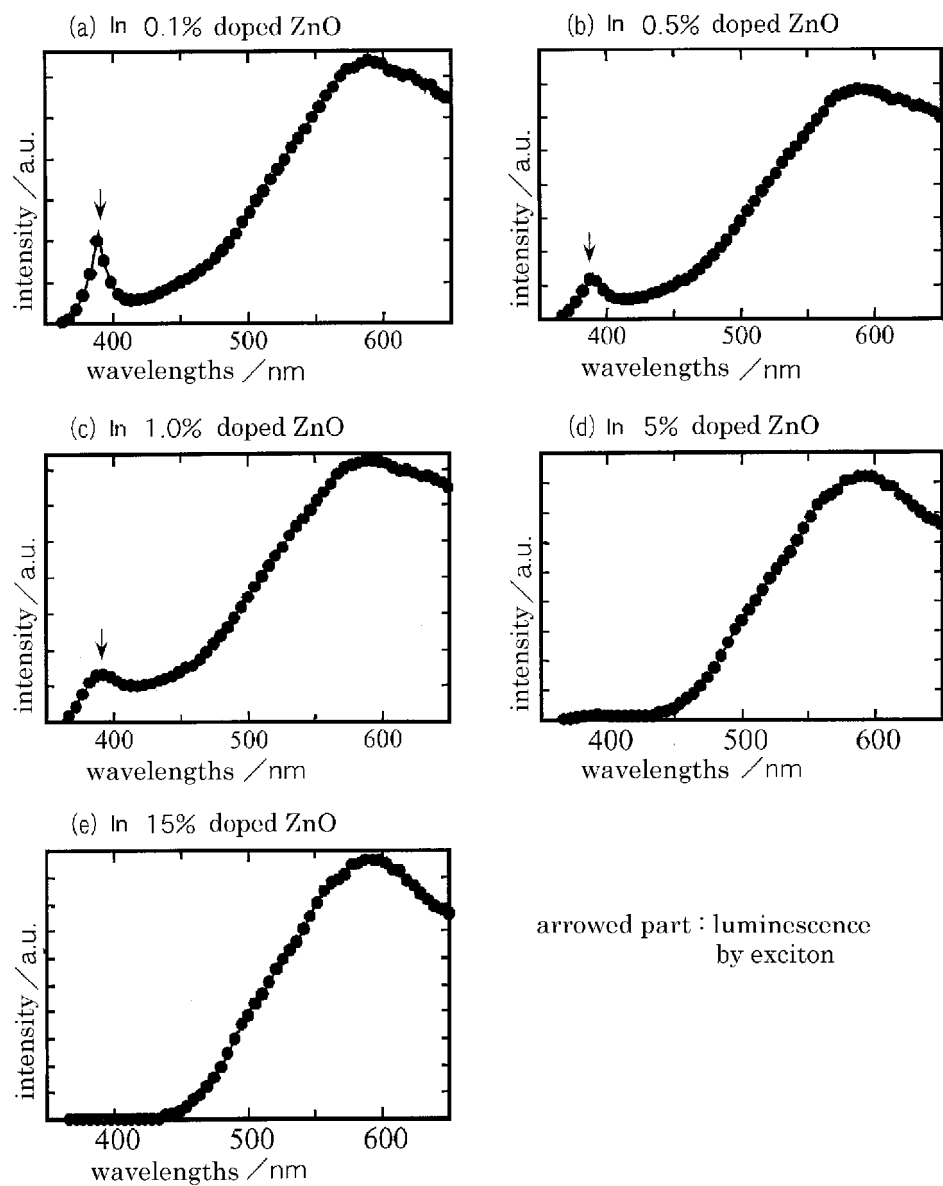 (a) In 0.1% doped ZnO
intensity / a.u.
400 500 600
wavelengths / nm
(b) In 0.5% doped ZnO
intensity / a.u.
400 500 600
wavelengths / nm
(c) In 1.0% doped ZnO
intensity / a.u.
400 500 600
wavelengths / nm
(d) In 5% doped ZnO
intensity / a.u.
400 500 600
wavelengths / nm
(e) In 15% doped ZnO
intensity / a.u.
400 500 600
wavelengths / nm
arrowed part : luminescence
by exciton